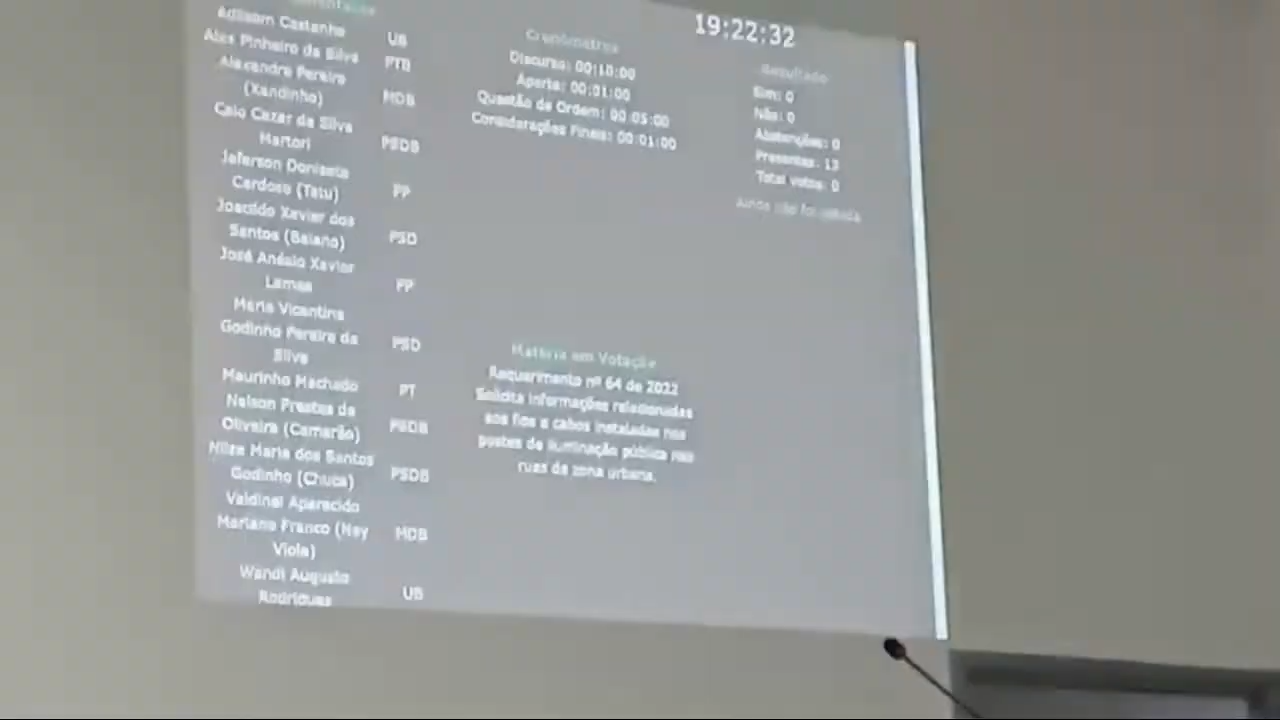 19:22:32
Adilsom Castanho UB
Alex Pinheiro da Silva PTB
Alexandre Pereira
(Xandinho) MDB
Caio Cezar da Silva
Martori PSDB
Jeferson Donisete
Cardoso (Tatu) PP
Joacildo Xavier dos
Santos (Baiano) PSD
José Anésio Xavier
Lemes PP
Maria Vicentina
Godinho Pereira da
Silva PSD
Maurinho Machado PT
Nelson Prestes de
Oliveira (Camarão) PSDB
Nilza Maria dos Santos
Godinho (Chuca) PSDB
Valdinei Aparecido
Mariano Franco (Ney
Viola) MDB
Wandi Augusto
Rodrigues UB
Cronômetros
Discurso: 00:10:00
Aparte: 00:01:00
Questão de Ordem: 00:05:00
Considerações Finais: 00:01:00
Matéria em Votação
Requerimento nº 64 de 2022
Solicita informações relacionadas
aos fios e cabos instalados nos
postes de iluminação pública nas
ruas da zona urbana.
Resultado
Sim: 0
Não: 0
Abstenções: 0
Presentes: 13
Total votos: 0